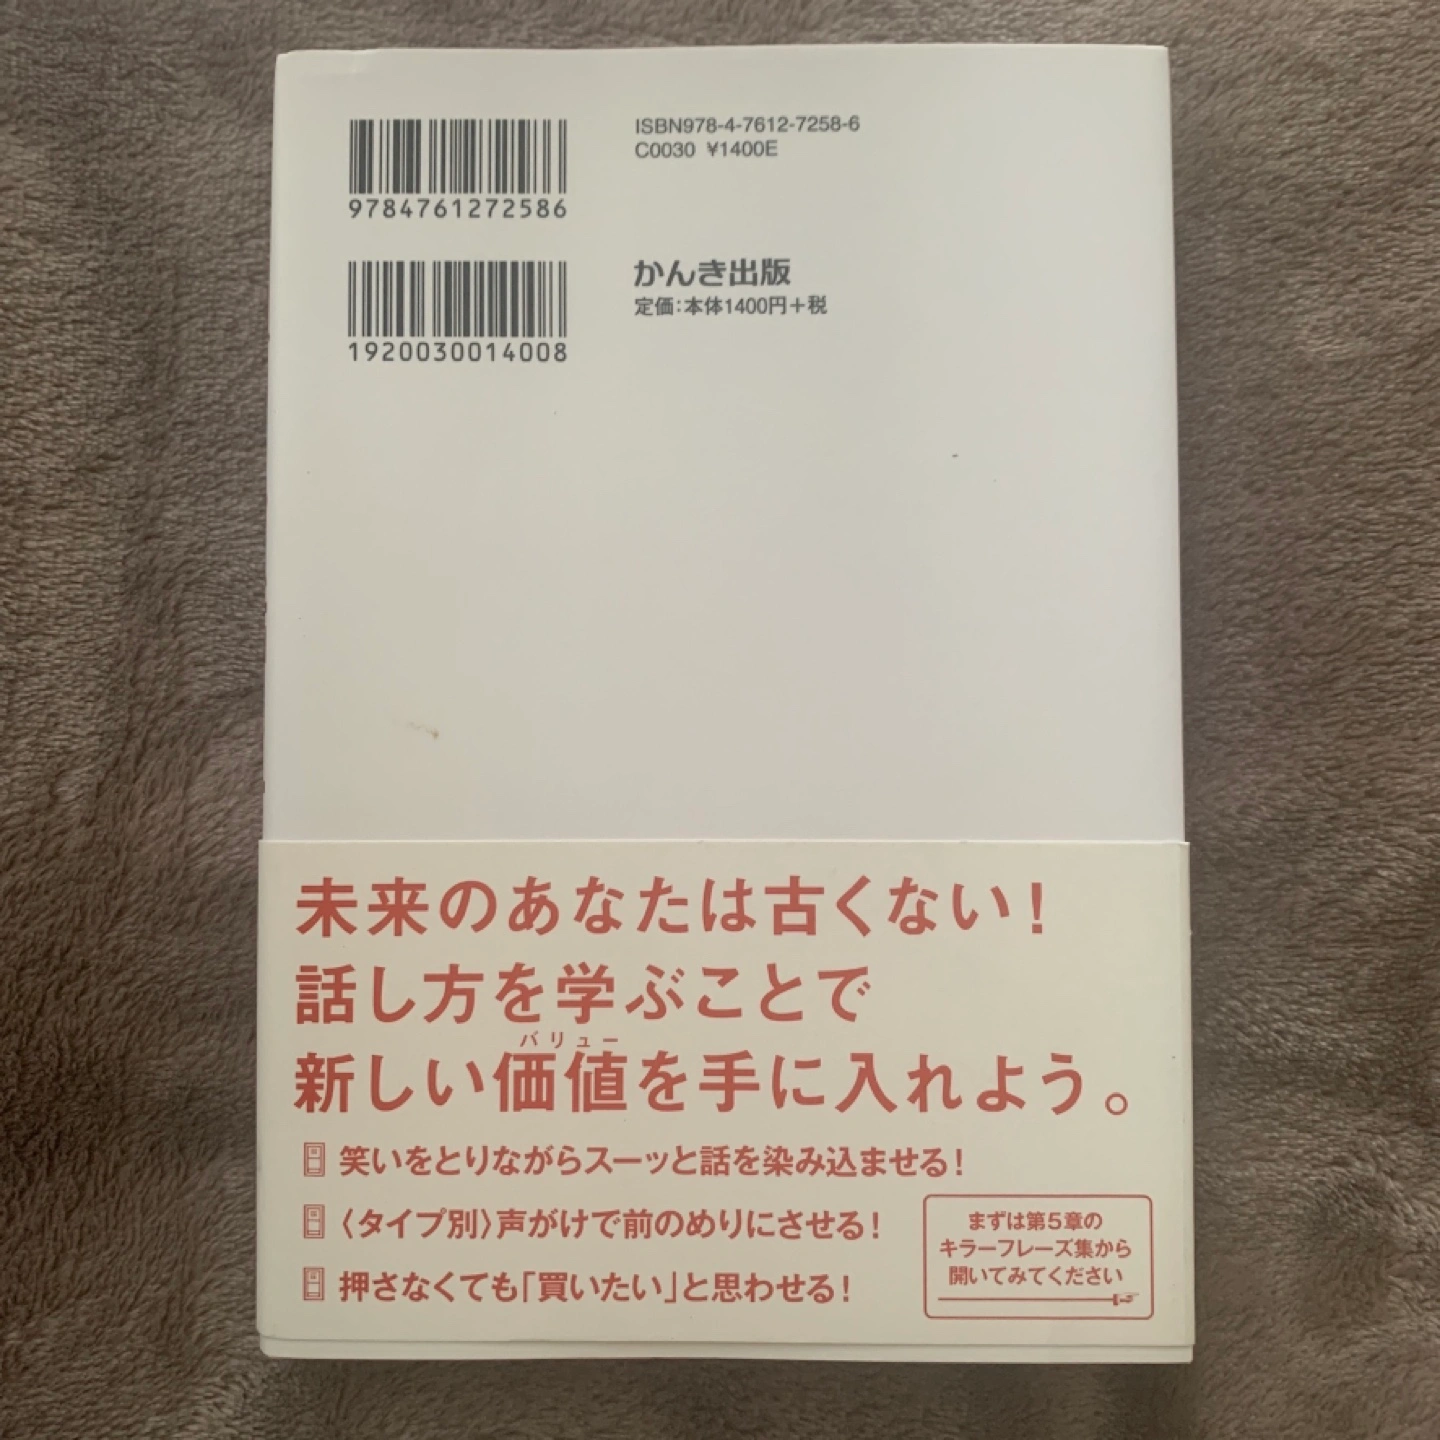 9784761272586
1920030014008
ISBN978-4-7612-7258-6
C0030 ¥1400E
かんき出版
定価:本体1400円+税
未来のあなたは古くない!
話し方を学ぶことで
バリュー
新しい価値を手に入れよう。
笑いをとりながらスーッと話を染み込ませる!
〈タイプ別〉声がけで前のめりにさせる!
押さなくても「買いたい」と思わせる!
まずは第5章の
キラーフレーズ集から
開いてみてください